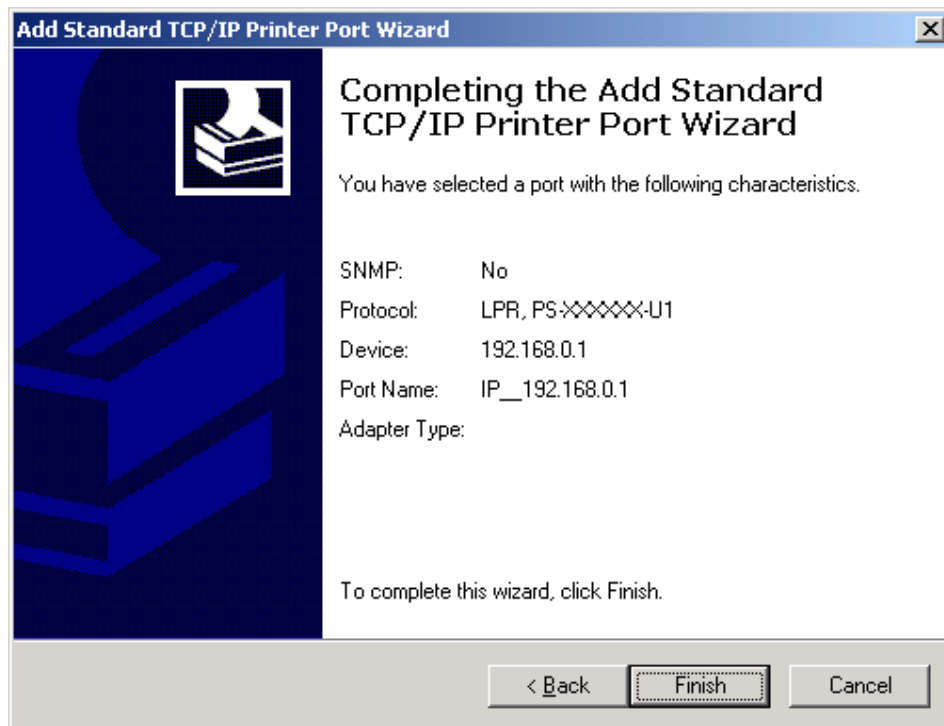 Add Standard TCP/IP Printer Port Wizard
Completing the Add Standard
TCP/IP Printer Port Wizard
You have selected a port with the following characteristics.
SNMP: No
Protocol: LPR, PS-XXXXXX-U1
Device: 192.168.0.1
Port Name: IP__192.168.0.1
Adapter Type:
To complete this wizard, click Finish.
< Back Finish Cancel